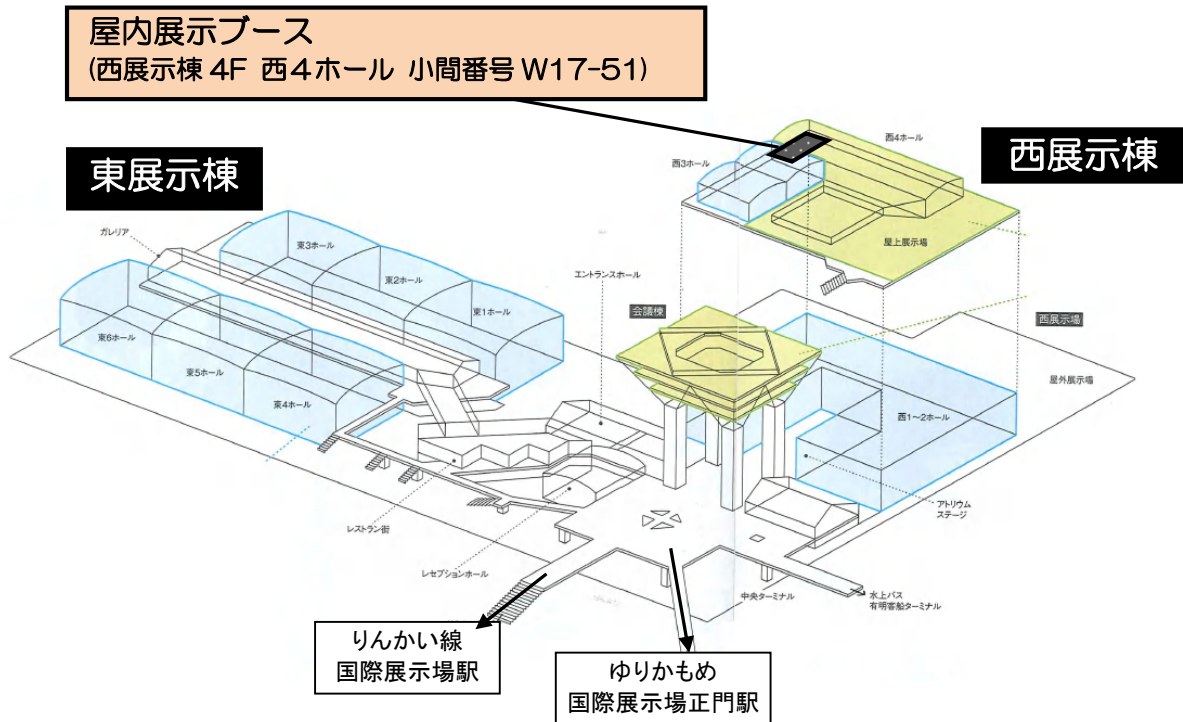 屋内展示ブース
(西展示棟4F 西4ホール 小間番号W17-51)
東展示棟
西展示棟
西4ホール
西3ホール
屋上展示場
ガレリア
東3ホール
東2ホール
東1ホール
エントランスホール
会議棟
西展示場
東6ホール
東5ホール
東4ホール
屋外展示場
西1～2ホール
アトリウム
ステージ
レストラン街
レセプションホール
中央ターミナル
水上バス
有明客船ターミナル
りんかい線
国際展示場駅
ゆりかもめ
国際展示場正門駅